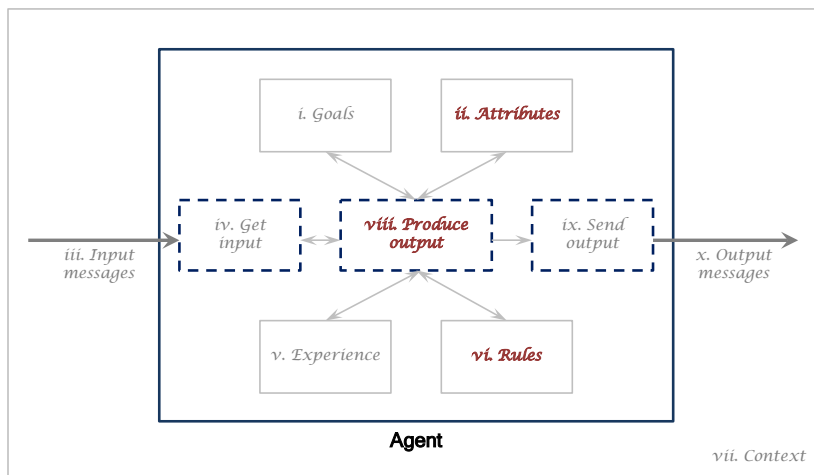 i. Goals
ii. Attributes
iv. Get
input
viii. Produce
output
ix. Send
output
iii. Input
messages
x. Output
messages
v. Experience
vi. Rules
Agent
vii. Context